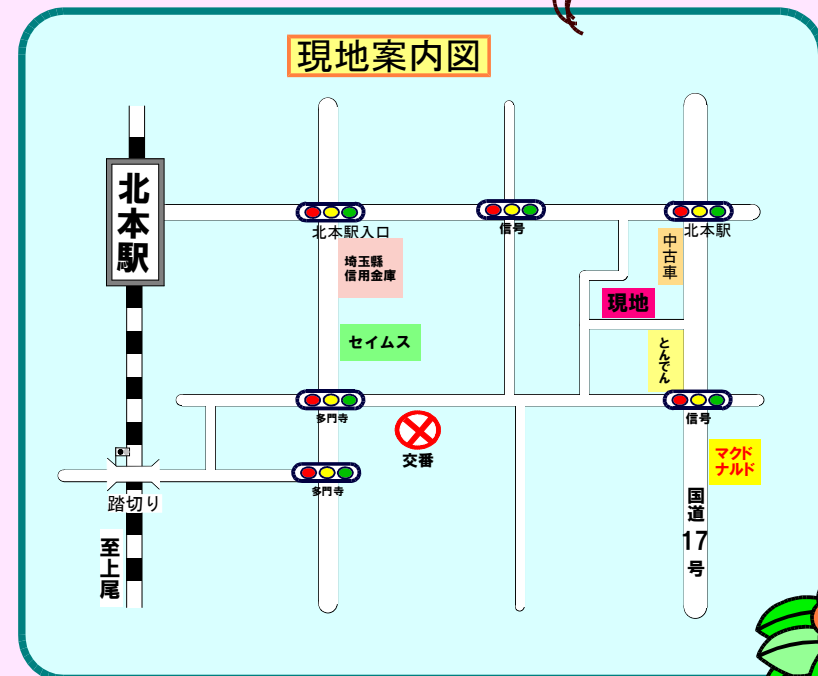 現地案内図
北本駅
北本駅入口
信号
北本駅
埼玉縣
信用金庫
中古車
現地
セイムス
とんでん
多門寺
交番
信号
マクド
ナルド
多門寺
踏切り
国道17号
至上尾